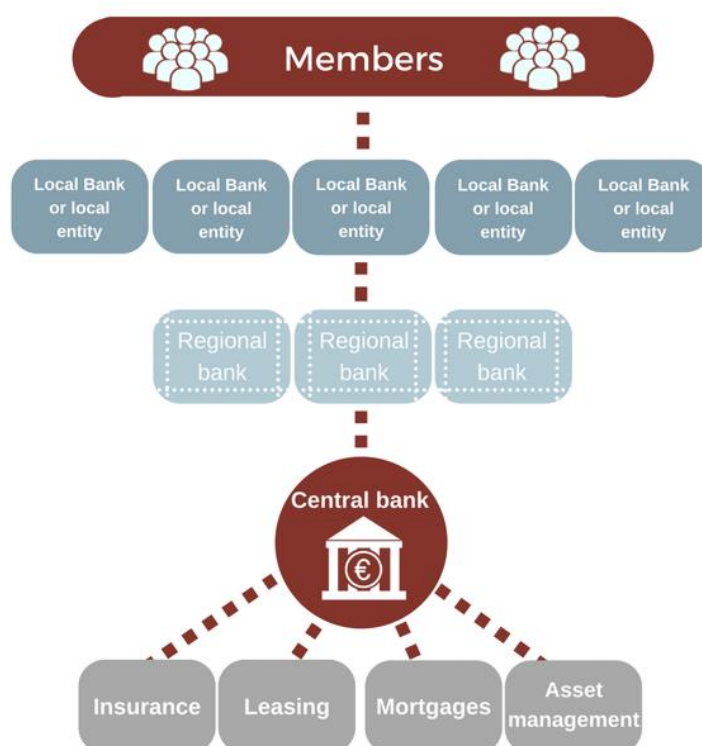 Members
Local Bank
or local
entity
Local Bank
or local
entity
Local Bank
or local
entity
Local Bank
or local
entity
Local Bank
or local
entity
Regional
bank
Regional
bank
Regional
bank
Central bank
€
Insurance
Leasing
Mortgages
Asset
management